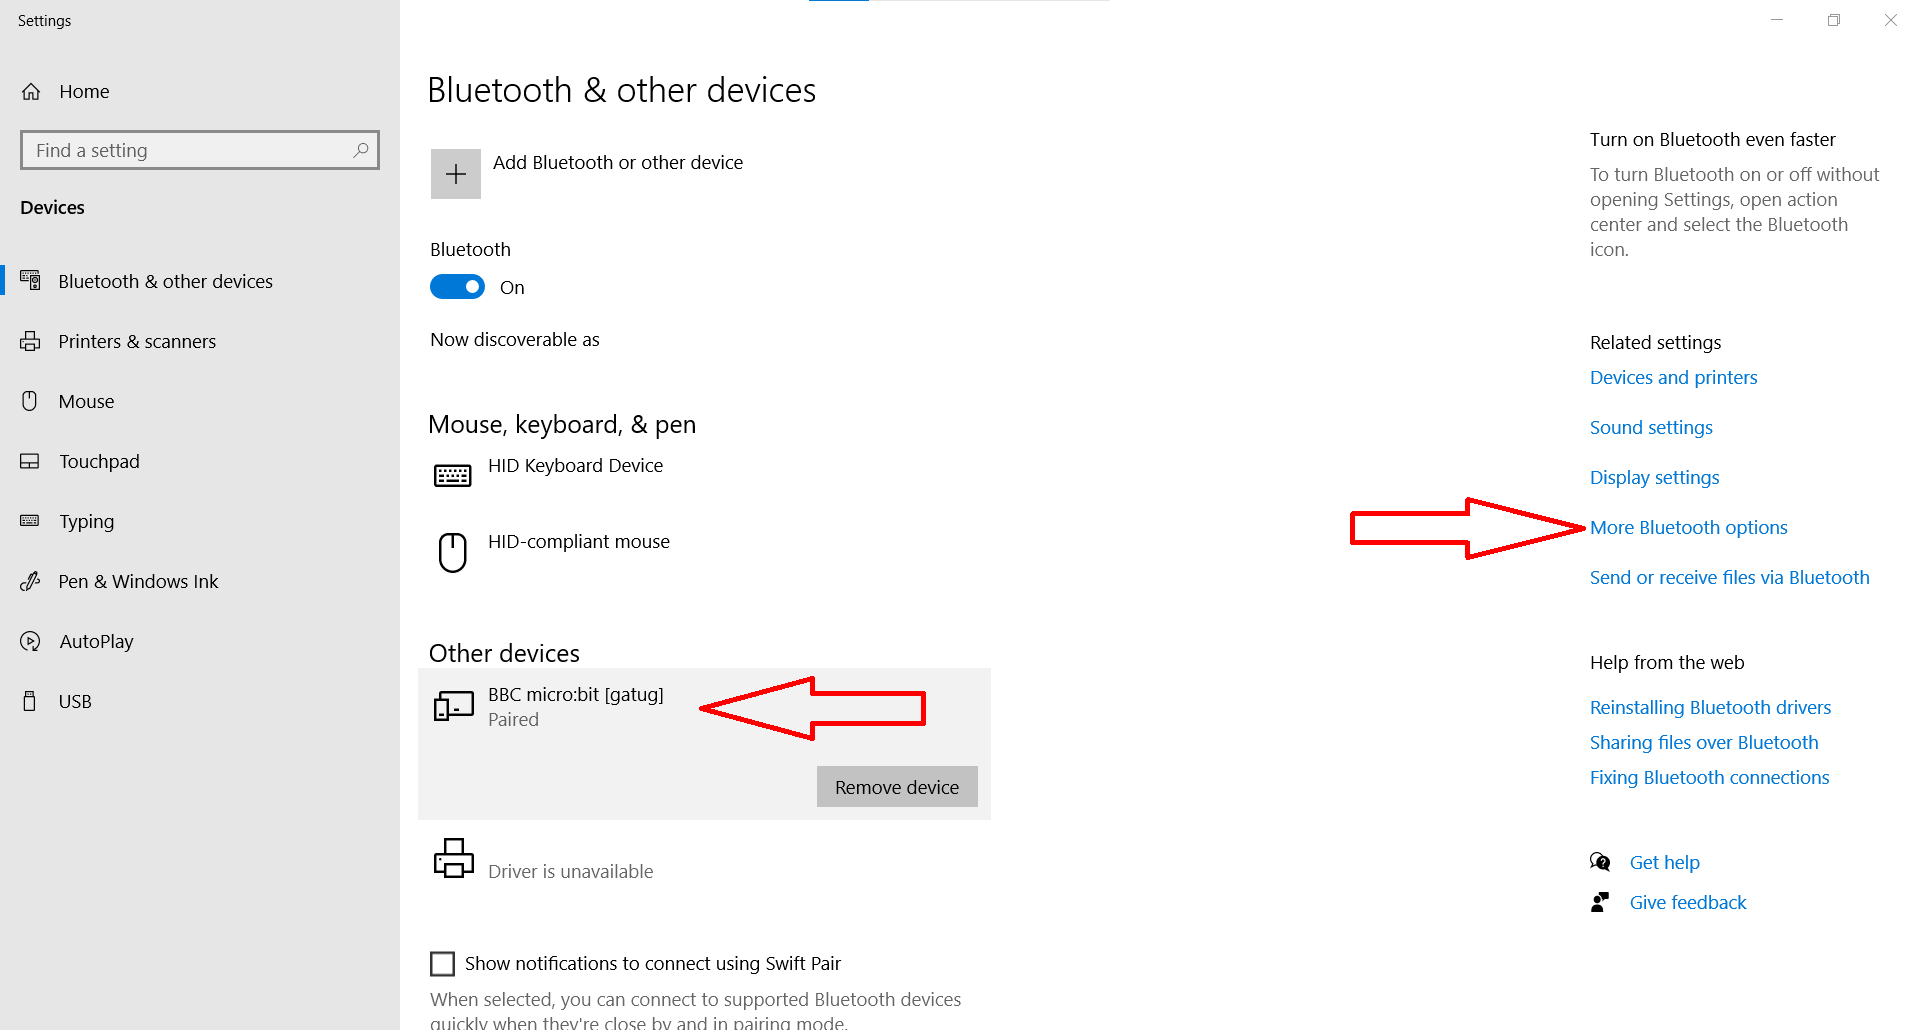 Settings
Home
Find a setting
Devices
Bluetooth & other devices
Printers & scanners
Mouse
Touchpad
Typing
Pen & Windows Ink
AutoPlay
USB
Bluetooth & other devices
Add Bluetooth or other device
Bluetooth
On
Now discoverable as
Mouse, keyboard, & pen
HID Keyboard Device
HID-compliant mouse
Other devices
BBC micro:bit [gatug]
Paired
Remove device
Driver is unavailable
Show notifications to connect using Swift Pair
When selected, you can connect to supported Bluetooth devices
quickly when they're close by and in pairing mode.
Turn on Bluetooth even faster
To turn Bluetooth on or off without
opening Settings, open action
center and select the Bluetooth
icon.
Related settings
Devices and printers
Sound settings
Display settings
More Bluetooth options
Send or receive files via Bluetooth
Help from the web
Reinstalling Bluetooth drivers
Sharing files over Bluetooth
Fixing Bluetooth connections
Get help
Give feedback